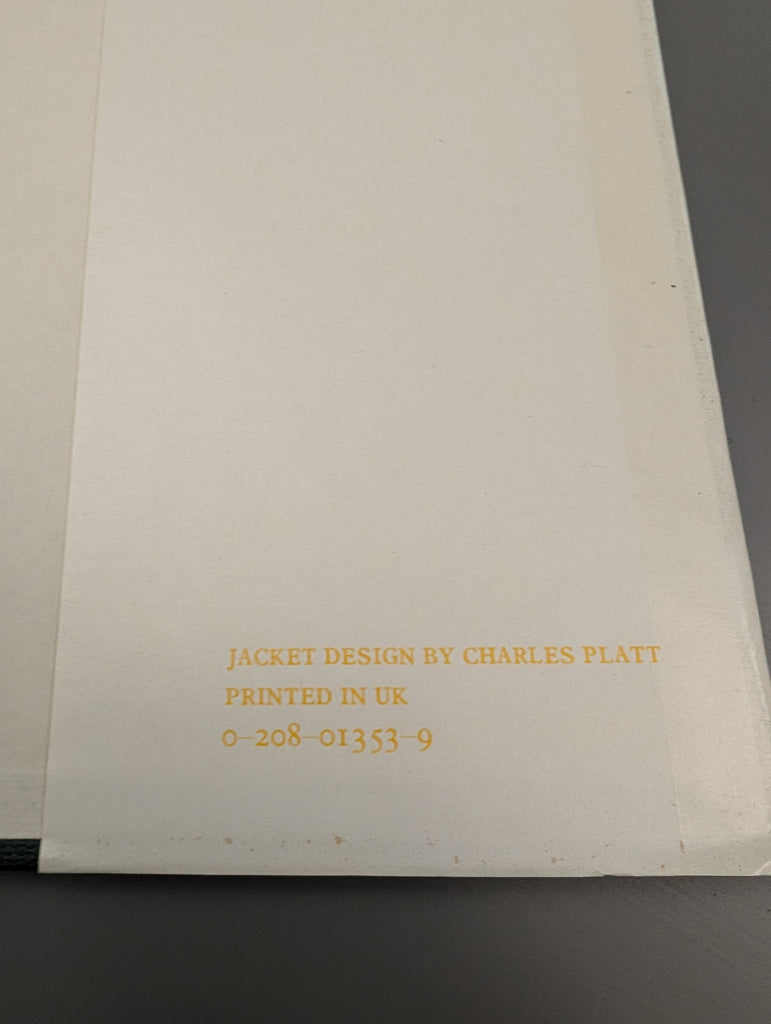 JACKET DESIGN BY CHARLES PLATT
PRINTED IN UK
0–208–01353–9